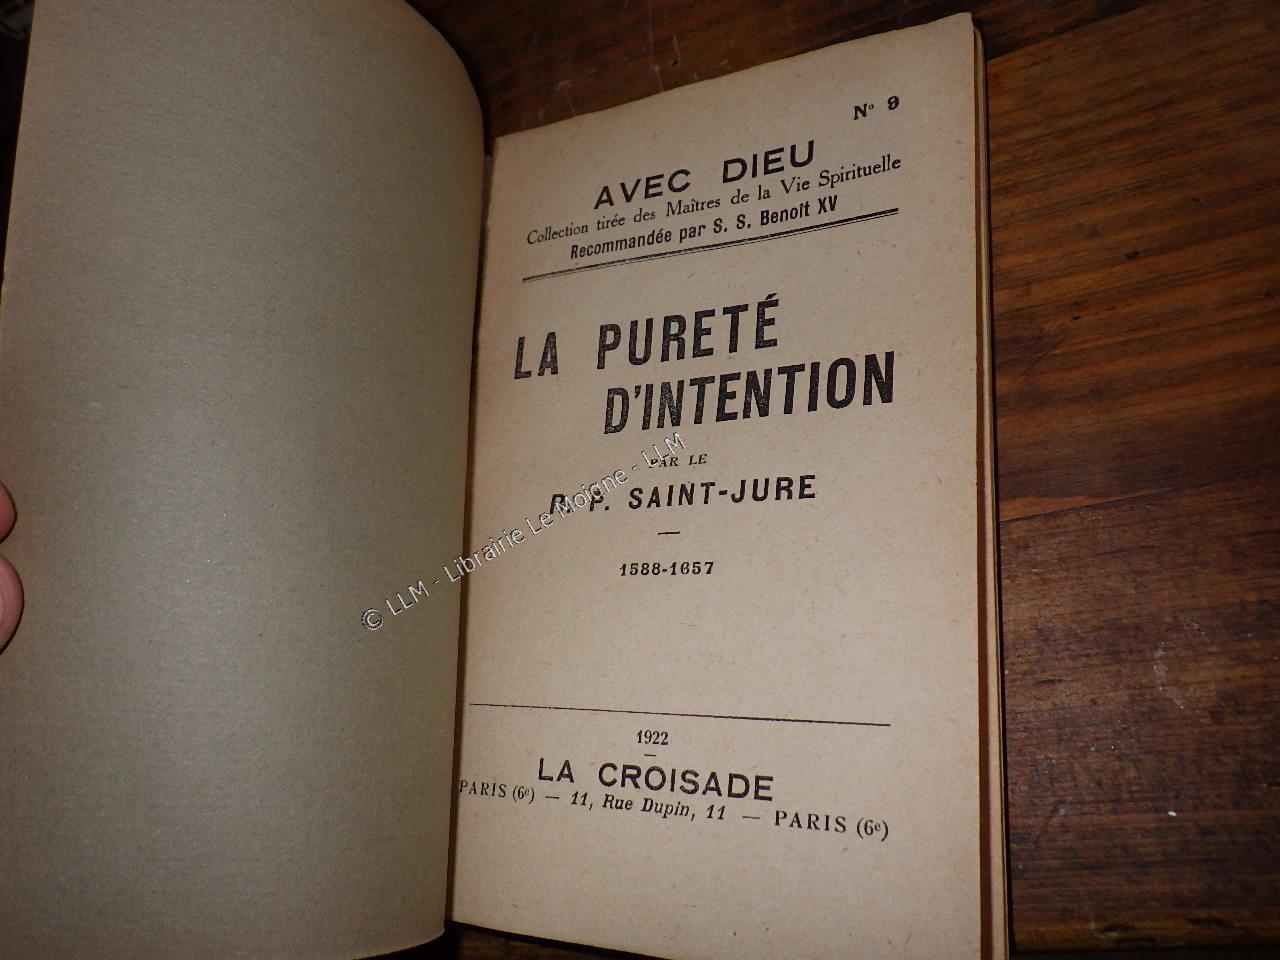 N° 9
AVEC DIEU
Collection tirée des Maîtres de la Vie Spirituelle
Recommandée par S. S. Benoit XV
LA PURETÉ
D'INTENTION
PAR LE
R. P. SAINT-JURE
1588-1657
© LLM - Librairie Le Moigne - LLM
1922
LA CROISADE
PARIS (6e) — 11, Rue Dupin, 11 — PARIS (6e)